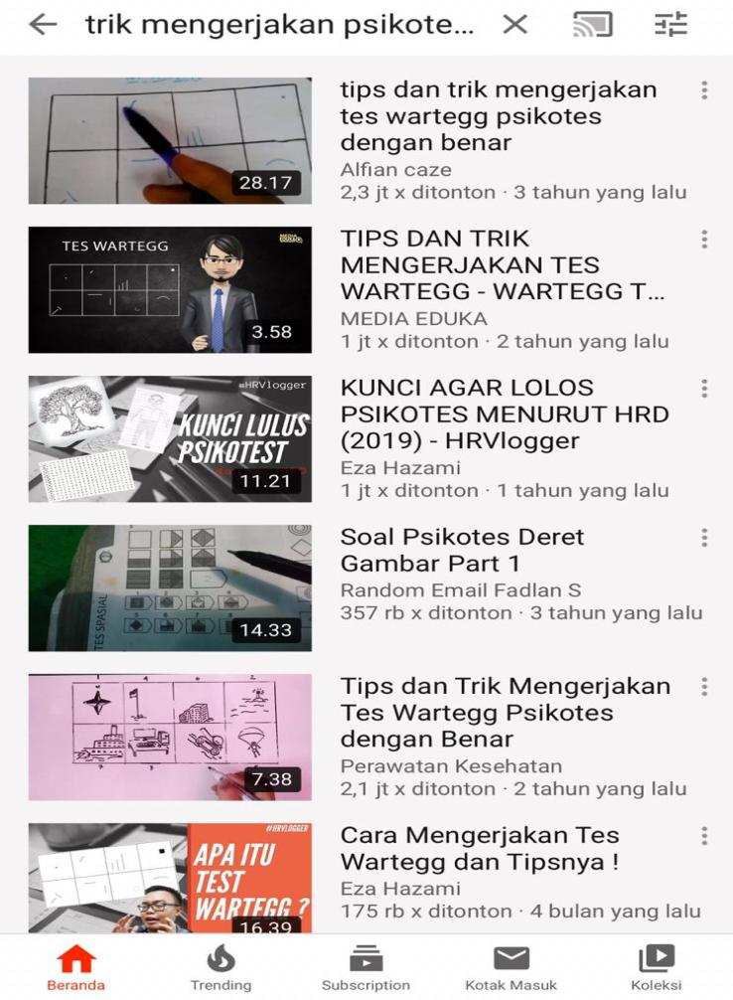 trik mengerjakan psikote...
28.17
tips dan trik mengerjakan
tes wartegg psikotes
dengan benar
Alfian caze
2,3 jt x ditonton · 3 tahun yang lalu
TES WARTEGG
MEDIA
EDUKA
3.58
TIPS DAN TRIK
MENGERJAKAN TES
WARTEGG - WARTEGG T...
MEDIA EDUKA
1 jt x ditonton · 2 tahun yang lalu
#HRVlogger
KUNCI LULUS
PSIKOTEST
11.21
KUNCI AGAR LOLOS
PSIKOTES MENURUT HRD
(2019) - HRVlogger
Eza Hazami
1 jt x ditonton · 1 tahun yang lalu
TES SPASIAL
14.33
Soal Psikotes Deret
Gambar Part 1
Random Email Fadlan S
357 rb x ditonton · 3 tahun yang lalu
7.38
Tips dan Trik Mengerjakan
Tes Wartegg Psikotes
dengan Benar
Perawatan Kesehatan
2,1 jt x ditonton · 2 tahun yang lalu
#HRVLOGGER
APA ITU
TEST
WARTEGG ?
16.39
Cara Mengerjakan Tes
Wartegg dan Tipsnya !
Eza Hazami
175 rb x ditonton · 4 bulan yang lalu
Beranda
Trending
Subscription
Kotak Masuk
Koleksi